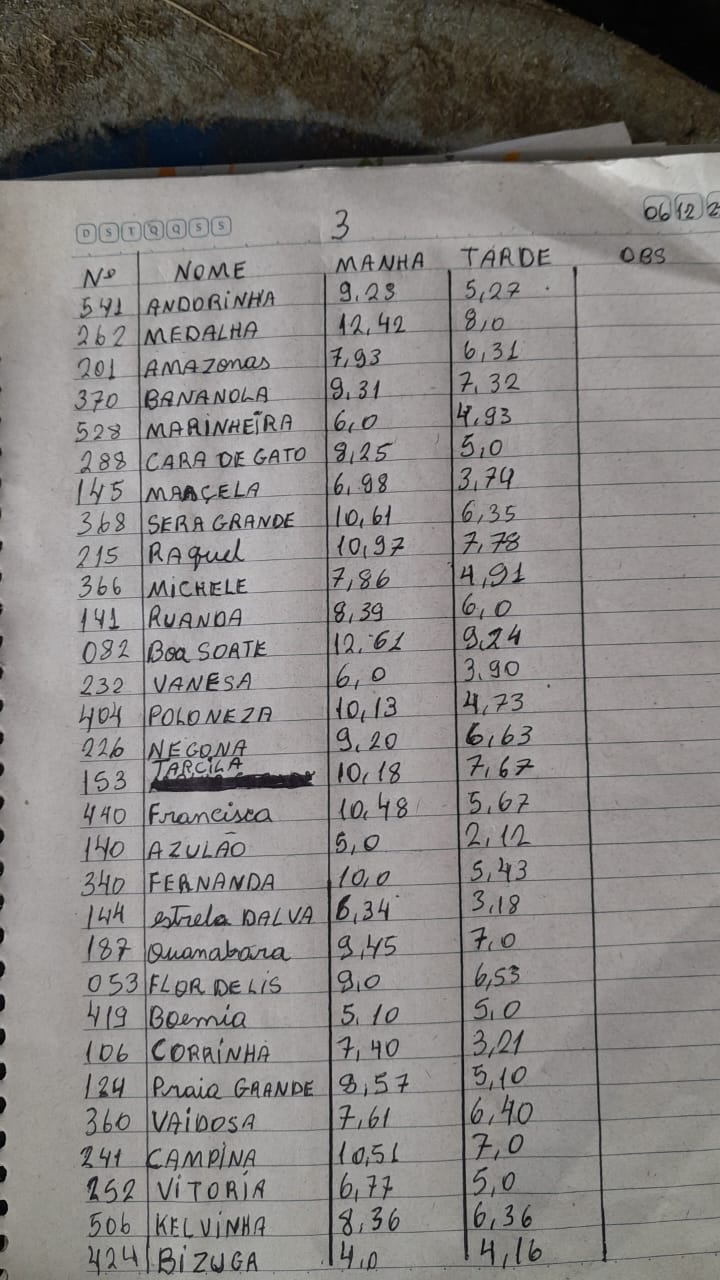 D S T Q Q S S 3 06 12 2
Nº NOME MANHA TARDE OBS
541 ANDORINHA 9,23 5,27
262 MEDALHA 12,42 8,0
201 AMAZONAS 7,93 6,31
370 BANANOLA 9,31 7,32
528 MARINHEIRA 6,0 4,93
288 CARA DE GATO 8,25 5,0
145 MARÇELA 6,98 3,74
368 SERA GRANDE 10,61 6,35
215 RAquel 10,97 7,78
366 MiCHELE 7,86 4,91
141 RUANDA 8,39 6,0
082 Boa SORTE 12,61 9,24
232 VANESA 6,0 3,90
404 POLONEZA 10,13 4,73
226 NEGONA 9,20 6,63
153 TARCILA 10,18 7,67
440 Francisca 10,48 5,67
140 AZULÃO 5,0 2,12
340 FERNANDA 10,0 5,43
144 estrela DALVA 6,34 3,18
187 Guanabara 9,45 7,0
053 FLOR DE LIS 9,0 6,53
419 Boemia 5,10 5,0
106 CORRINHA 7,40 3,21
124 Praia GRANDE 8,57 5,10
360 VAIDOSA 7,61 6,40
241 CAMPINA 10,51 7,0
252 VITORIA 6,77 5,0
506 KELVINHA 8,36 6,36
424 BIZUGA 4,0 4,16